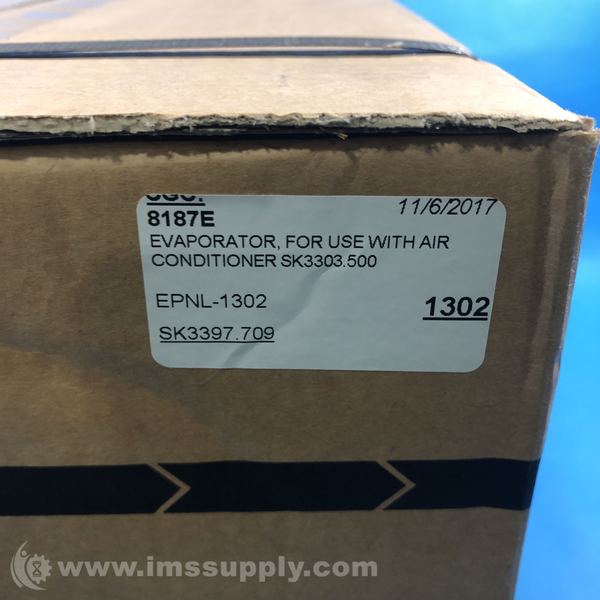 11/6/2017
8187E
EVAPORATOR, FOR USE WITH AIR
CONDITIONER SK3303.500
EPNL-1302
1302
SK3397.709
www.imssupply.com